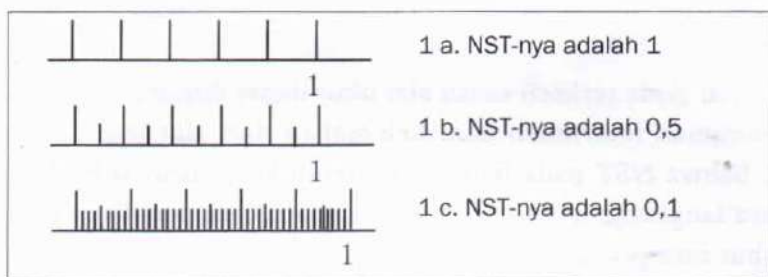 1 a. NST-nya adalah 1
1
1 b. NST-nya adalah 0,5
1
1 c. NST-nya adalah 0,1
1